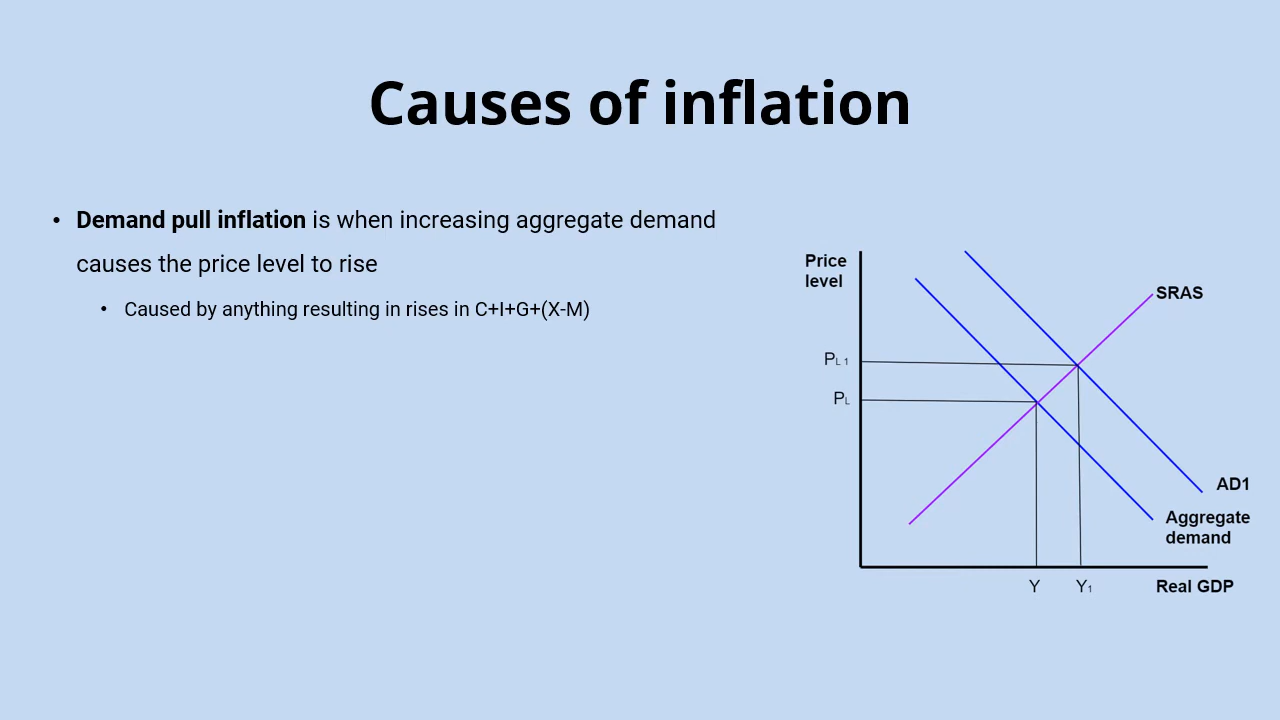 Causes of inflation
• Demand pull inflation is when increasing aggregate demand
causes the price level to rise
• Caused by anything resulting in rises in C+I+G+(X-M)
Price
level
SRAS
PL 1
PL
AD1
Aggregate
demand
Y
Y1
Real GDP